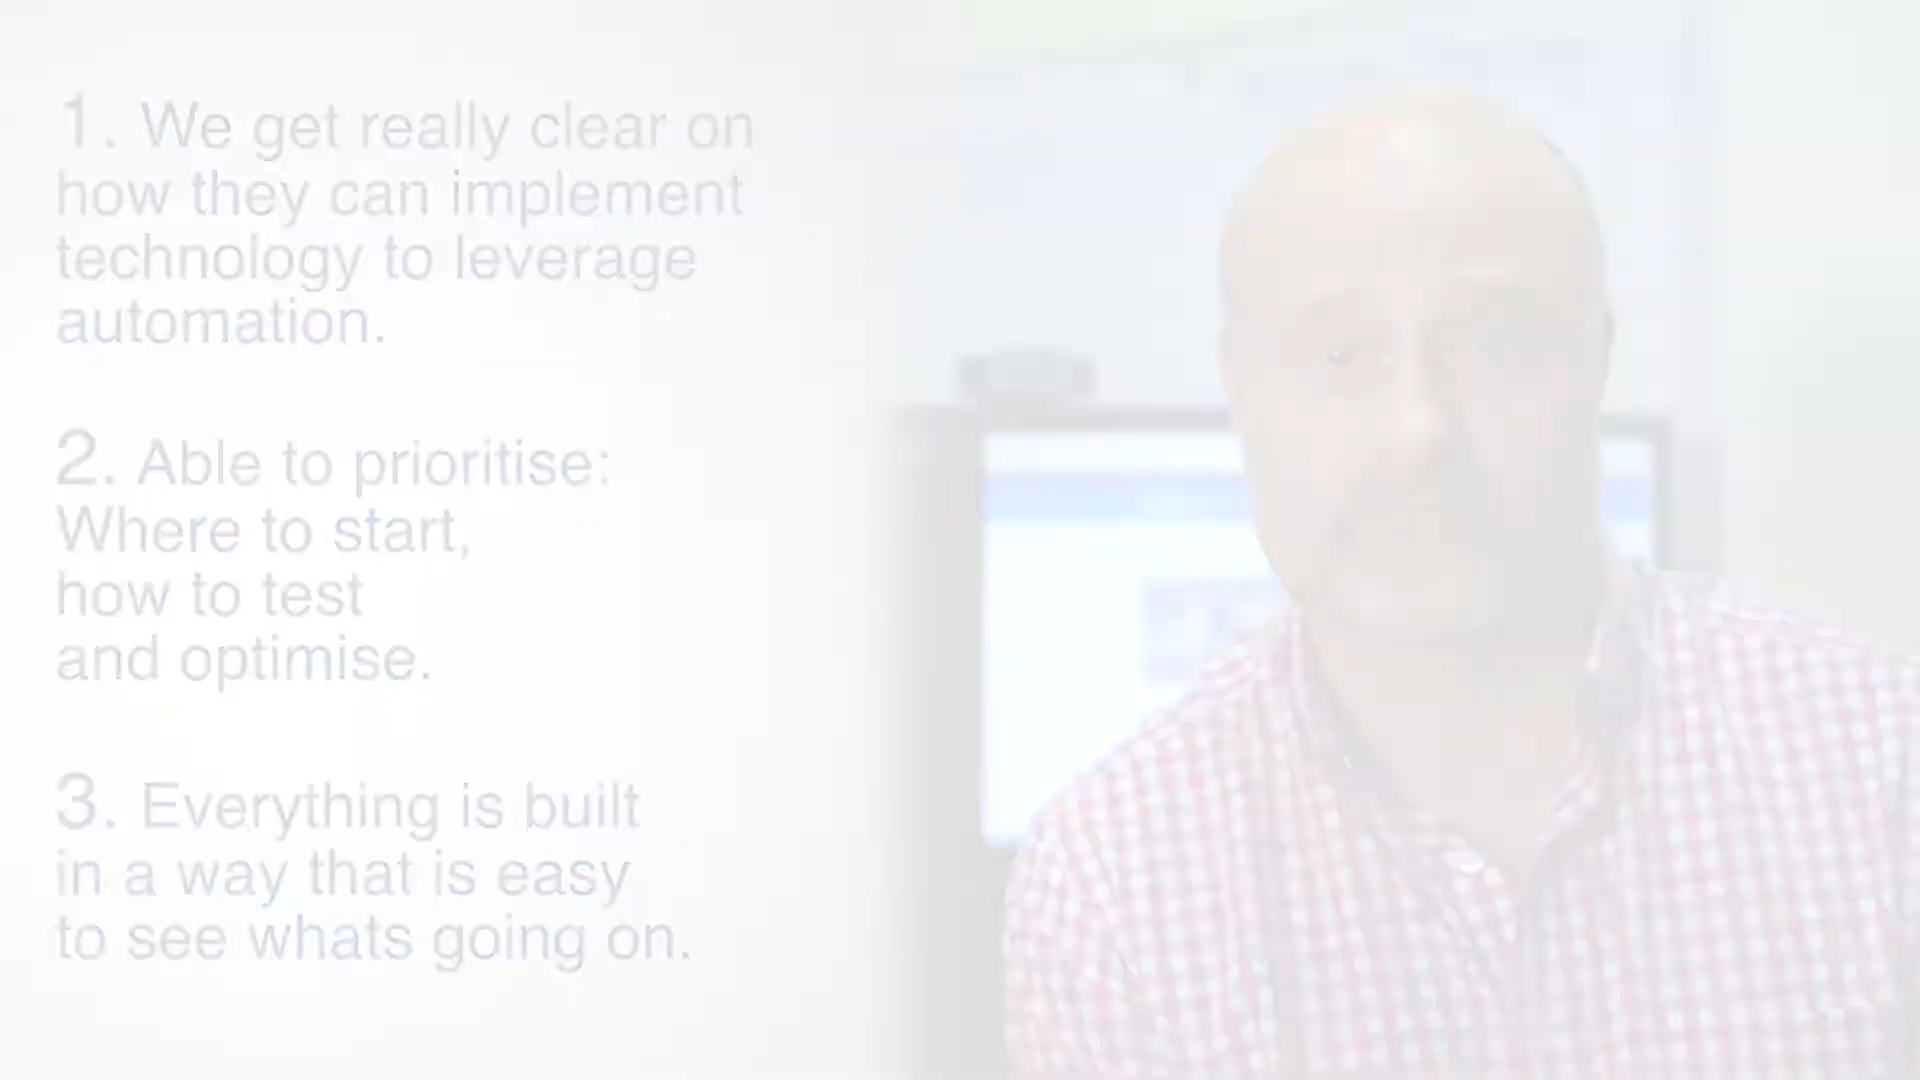 1. We get really clear on
how they can implement
technology to leverage
automation.
2. Able to prioritise:
Where to start,
how to test
and optimise.
3. Everything is built
in a way that is easy
to see whats going on.